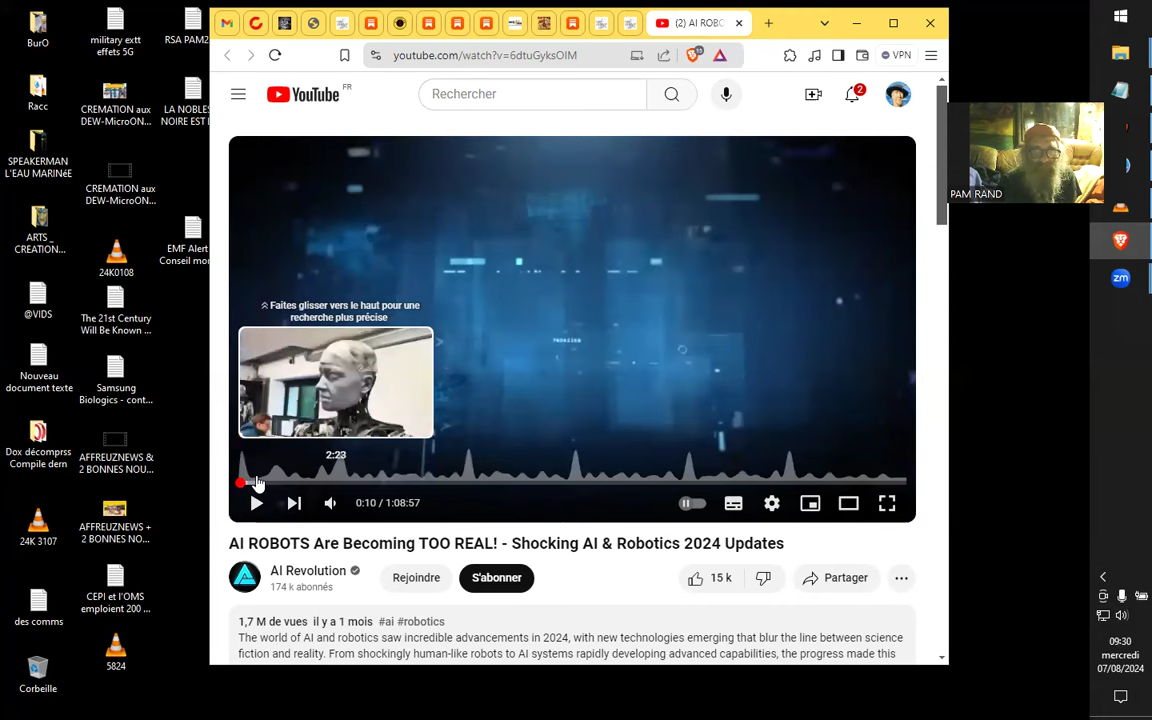 BurO
Racc
SPEAKERMAN
L'EAU MARINéE
ARTS _
CREATION...
@VIDS
Nouveau
document texte
Dox décomprss
Compile dern
24K 3107
des comms
Corbeille
military extt
effets 5G
CREMATION aux
DEW-MicroON...
CREMATION aux
DEW-MicroON...
24K0108
The 21st Century
Will Be Known ...
Samsung
Biologics - cont...
AFFREUZNEWS &
2 BONNES NOU...
AFFREUZNEWS +
2 BONNES NO...
CEPI et l'OMS
emploient 200 ...
5824
RSA PAM2
LA NOBLES
NOIRE EST I
EMF Alert
Conseil mor
(2) AI ROBO
youtube.com/watch?v=6dtuGyksOIM
VPN
YouTube FR
Rechercher
2
Faites glisser vers le haut pour une
recherche plus précise
2:23
0:10 / 1:08:57
AI ROBOTS Are Becoming TOO REAL! - Shocking AI & Robotics 2024 Updates
AI Revolution
174 k abonnés
Rejoindre
S'abonner
15 k
Partager
1,7 M de vues il y a 1 mois #ai #robotics
The world of AI and robotics saw incredible advancements in 2024, with new technologies emerging that blur the line between science
fiction and reality. From shockingly human-like robots to AI systems rapidly developing advanced capabilities, the progress made this
PAM RAND
zm
09:30
mercredi
07/08/2024